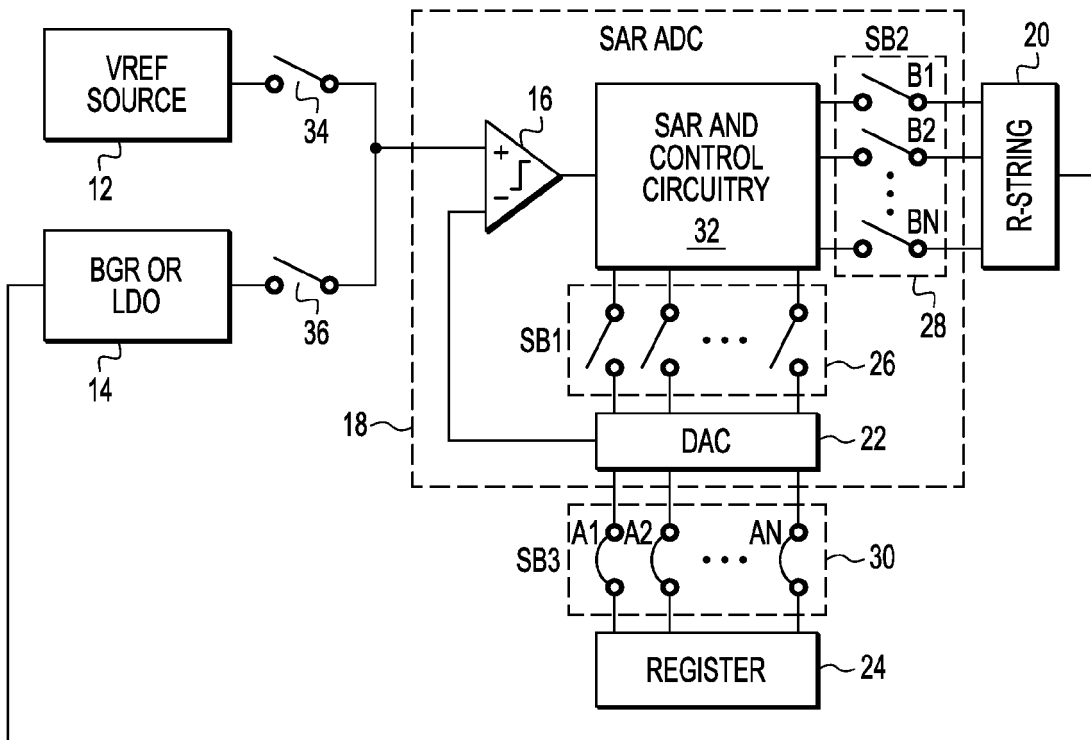 VREF
SOURCE
12
34
BGR OR
LDO
14
36
SAR ADC
16
+
−
SAR AND
CONTROL
CIRCUITRY
32
SB2
B1
B2
BN
28
20
R-STRING
SB1
26
18
DAC
22
SB3
A1
A2
AN
30
REGISTER
24